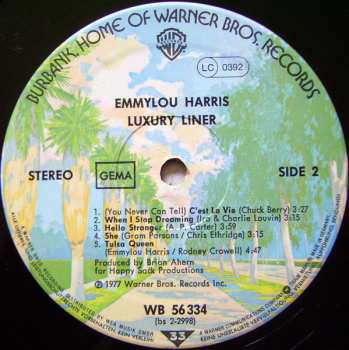 BURBANK, HOME OF WARNER BROS. RECORDS
LC 0392
EMMYLOU HARRIS
LUXURY LINER
STEREO
GEMA
SIDE 2
1 (You Never Can Tell) C'est La Vie (Chuck Berry) 3:27
2 When I Stop Dreaming (Ira & Charlie Louvin) 3:15
3 Hello Stranger (A. P. Carter) 3:59
4 She (Gram Parsons / Chris Ethridge) 3:15
5 Tulsa Queen
(Emmylou Harris / Rodney Crowell) 4:47
Produced by Brian Ahern
for Happy Sack Productions
℗ 1977 Warner Bros. Records Inc.
WB 56 334
(bs 2-2998)
33